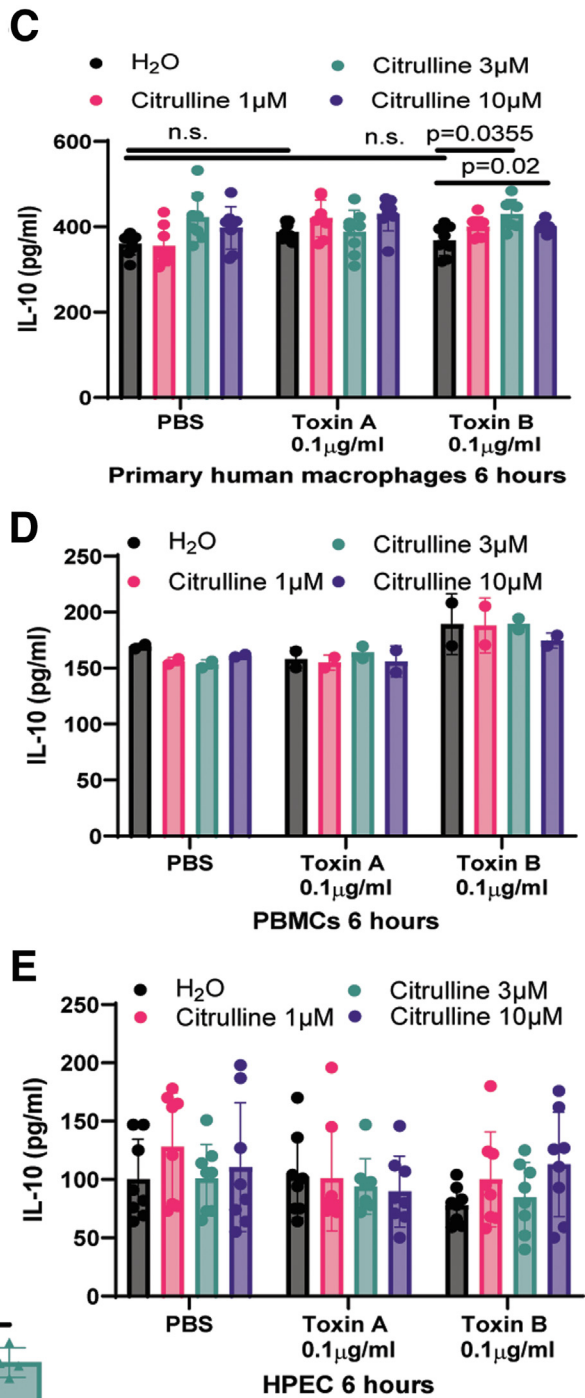 C
H₂O Citrulline 3µM
Citrulline 1µM Citrulline 10µM
n.s. n.s. p=0.0355
p=0.02
IL-10 (pg/ml)
600
400
200
0
PBS Toxin A Toxin B
0.1µg/ml 0.1µg/ml
Primary human macrophages 6 hours
D
H₂O Citrulline 3µM
Citrulline 1µM Citrulline 10µM
IL-10 (pg/ml)
250
200
150
100
50
0
PBS Toxin A Toxin B
0.1µg/ml 0.1µg/ml
PBMCs 6 hours
E
H₂O Citrulline 3µM
Citrulline 1µM Citrulline 10µM
IL-10 (pg/ml)
250
200
150
100
50
0
PBS Toxin A Toxin B
0.1µg/ml 0.1µg/ml
HPEC 6 hours